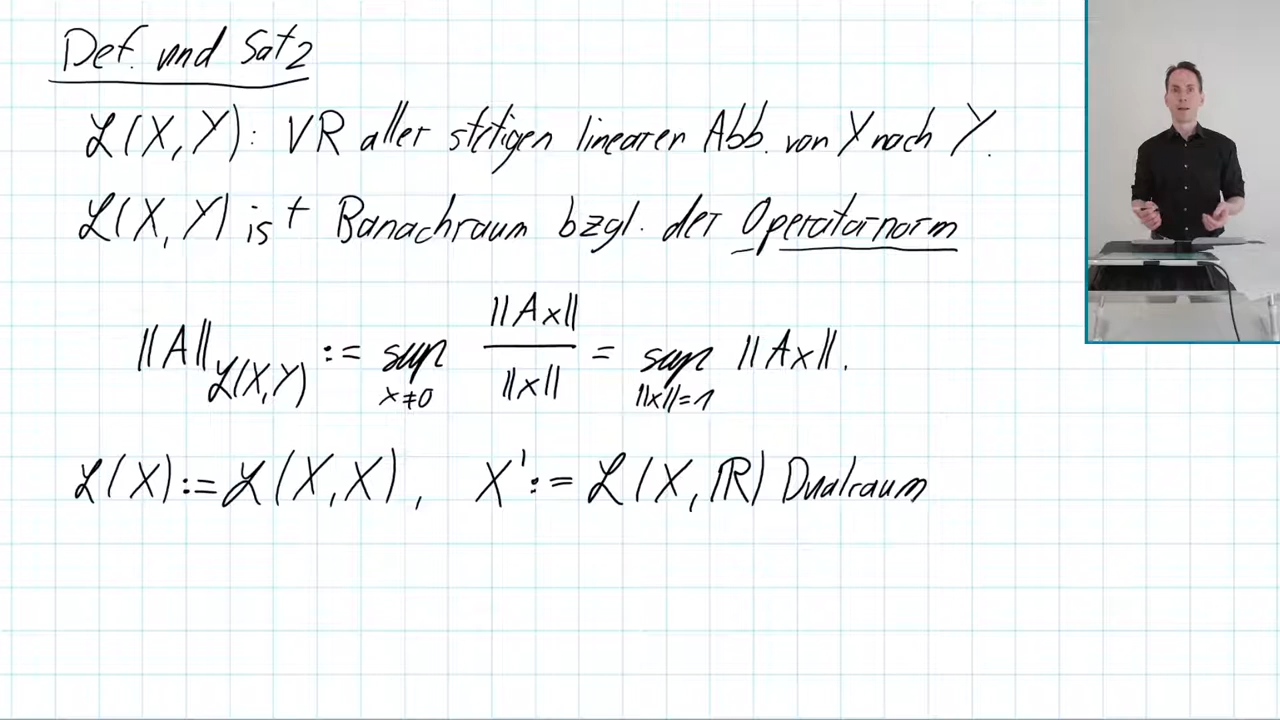 Def. und Satz
ℒ(X, Y): VR aller stetigen linearen Abb. von X nach Y.
ℒ(X, Y) ist Banachraum bzgl. der Operatornorm
||A||_ℒ(X,Y) := sup_{x≠0} ||Ax|| / ||x|| = sup_{||x||=1} ||Ax||.
ℒ(X) := ℒ(X, X), X' := ℒ(X, ℝ) Dualraum